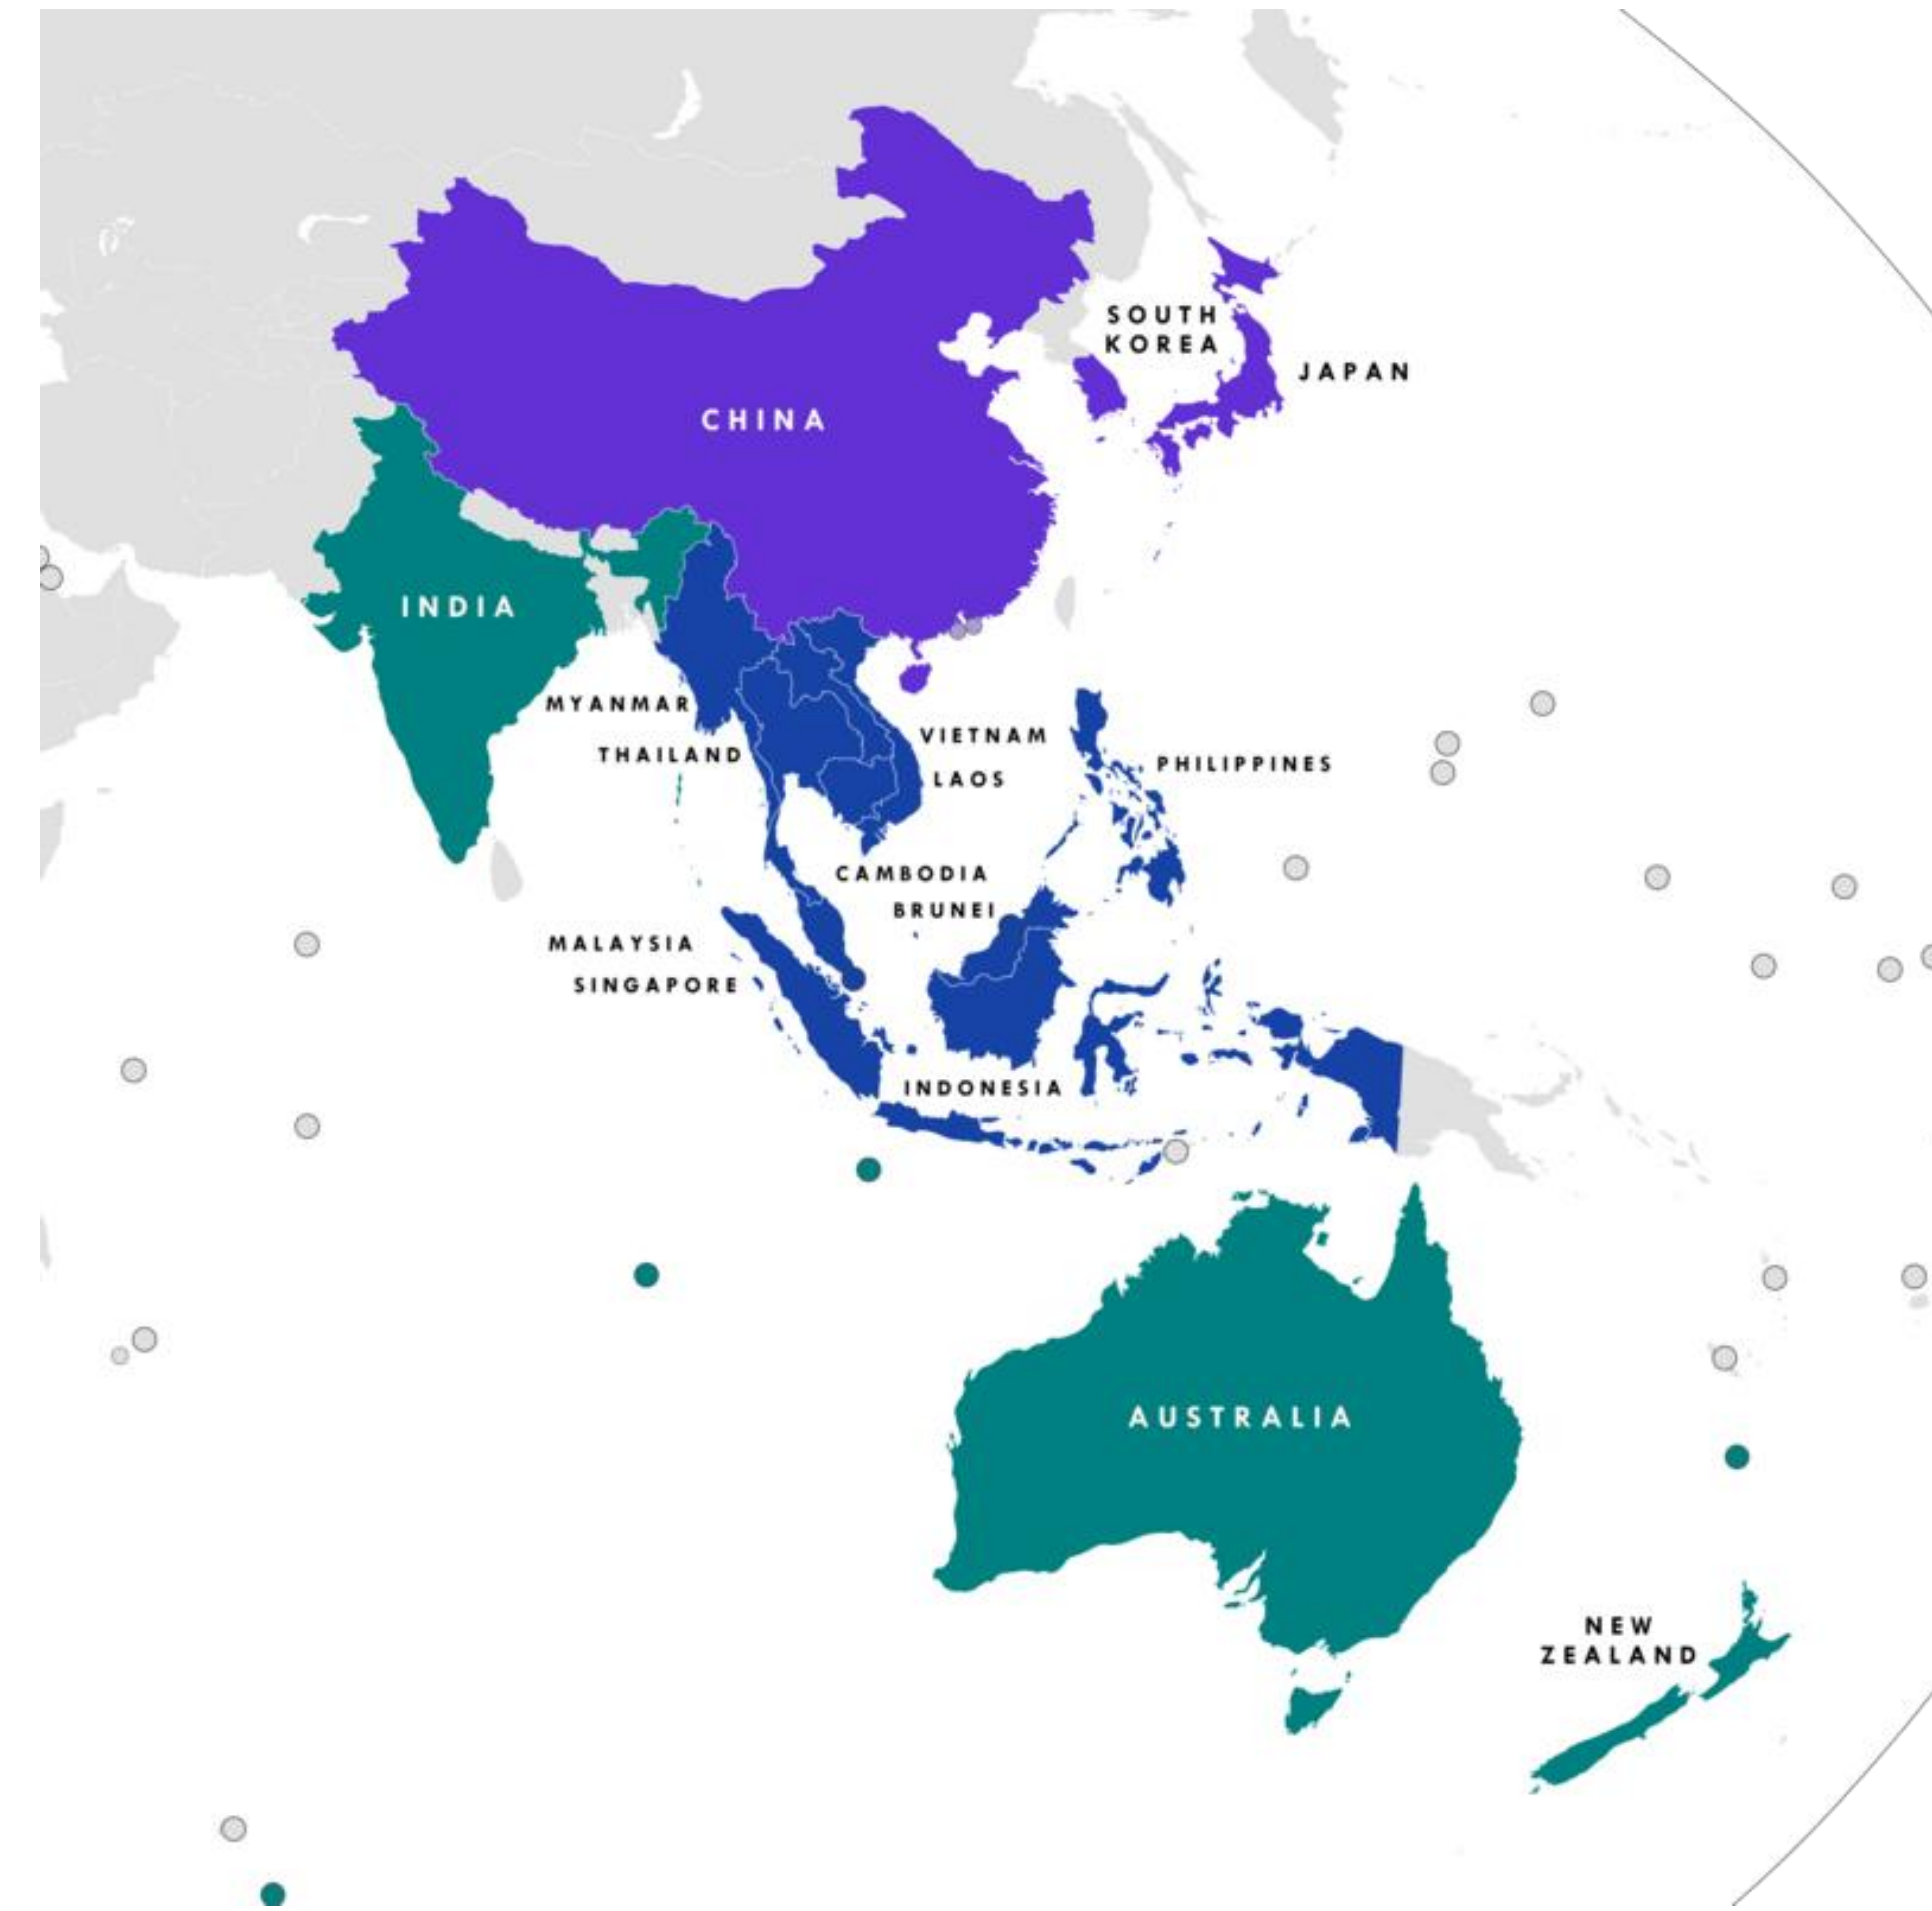 SOUTH
KOREA
JAPAN
CHINA
INDIA
MYANMAR
VIETNAM
THAILAND
PHILIPPINES
LAOS
CAMBODIA
BRUNEI
MALAYSIA
SINGAPORE
INDONESIA
AUSTRALIA
NEW
ZEALAND